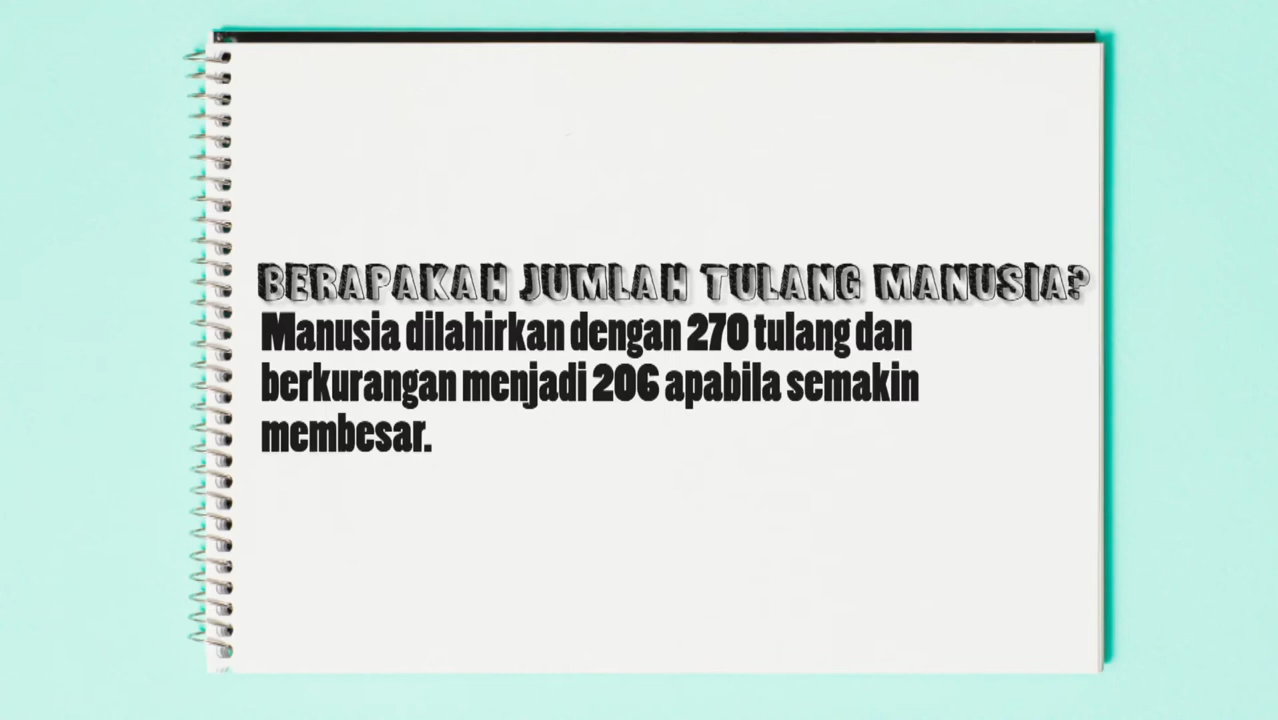 BERAPAKAH JUMLAH TULANG MANUSIA?
Manusia dilahirkan dengan 270 tulang dan
berkurangan menjadi 206 apabila semakin
membesar.